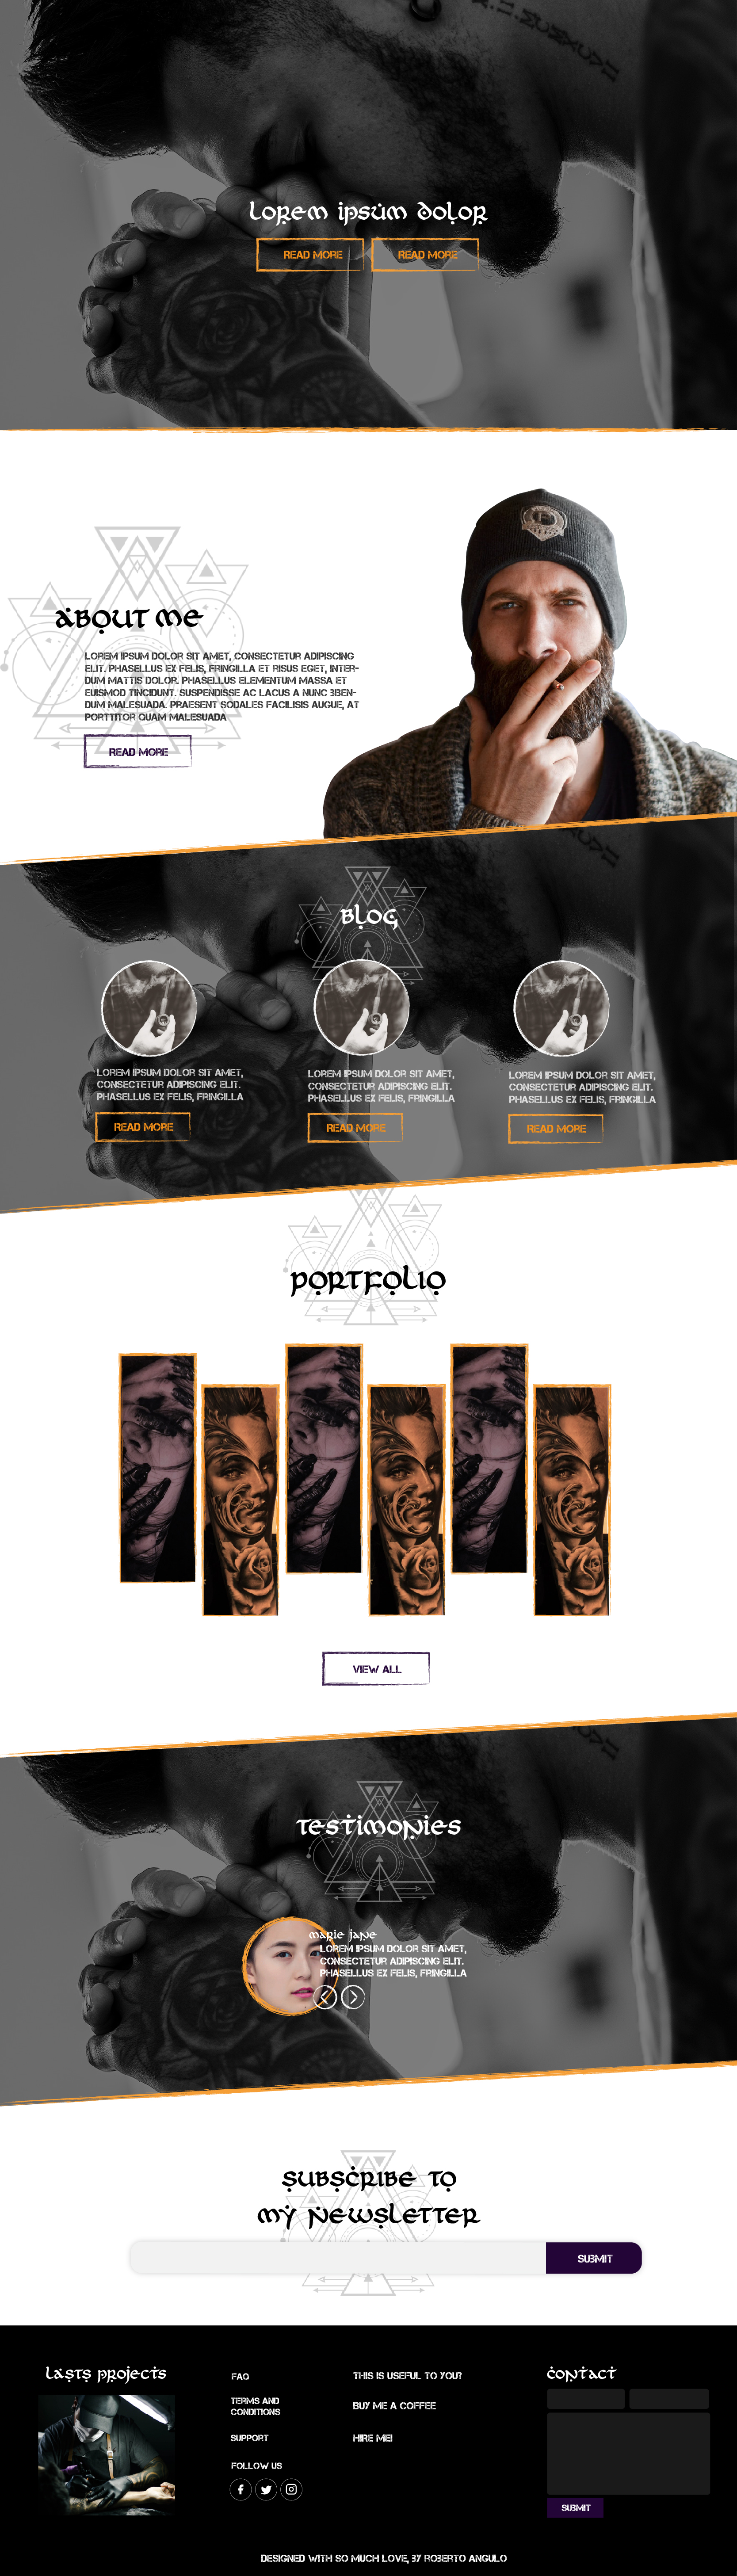 Lorem ipsum dolor
READ MORE
READ MORE
About me
LOREM IPSUM DOLOR SIT AMET, CONSECTETUR ADIPISCING
ELIT. PHASELLUS EX FELIS, FRINGILLA ET RISUS EGET, INTER-
DUM MATTIS DOLOR. PHASELLUS ELEMENTUM MASSA ET
EUISMOD TINCIDUNT. SUSPENDISSE AC LACUS A NUNC BIBEN-
DUM MALESUADA. PRAESENT SODALES FACILISIS AUGUE, AT
PORTTITOR QUAM MALESUADA
READ MORE
Blog
LOREM IPSUM DOLOR SIT AMET,
CONSECTETUR ADIPISCING ELIT.
PHASELLUS EX FELIS, FRINGILLA
READ MORE
LOREM IPSUM DOLOR SIT AMET,
CONSECTETUR ADIPISCING ELIT.
PHASELLUS EX FELIS, FRINGILLA
READ MORE
LOREM IPSUM DOLOR SIT AMET,
CONSECTETUR ADIPISCING ELIT.
PHASELLUS EX FELIS, FRINGILLA
READ MORE
Portfolio
VIEW ALL
Testimonies
Marie Jane
LOREM IPSUM DOLOR SIT AMET,
CONSECTETUR ADIPISCING ELIT.
PHASELLUS EX FELIS, FRINGILLA
Subscribe to
my Newsletter
SUBMIT
Lasts projects
FAQ
TERMS AND
CONDITIONS
SUPPORT
FOLLOW US
THIS IS USEFUL TO YOU?
BUY ME A COFFEE
HIRE ME!
Contact
SUBMIT
DESIGNED WITH SO MUCH LOVE, BY ROBERTO ANGULO